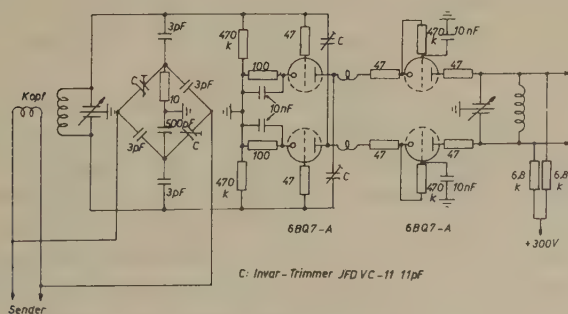 3pF
Kopf
C
3pF
10
500pF
3pF
C
3pF
Sender
470
k
100
10nF
100
470
k
47
C
47
C
6BQ7-A
47
47
470
k
10nF
47
47
470
k
10nF
6BQ7-A
6.8
k
6.8
k
+300V
C: Invar-Trimmer JFD VC-11 11pF